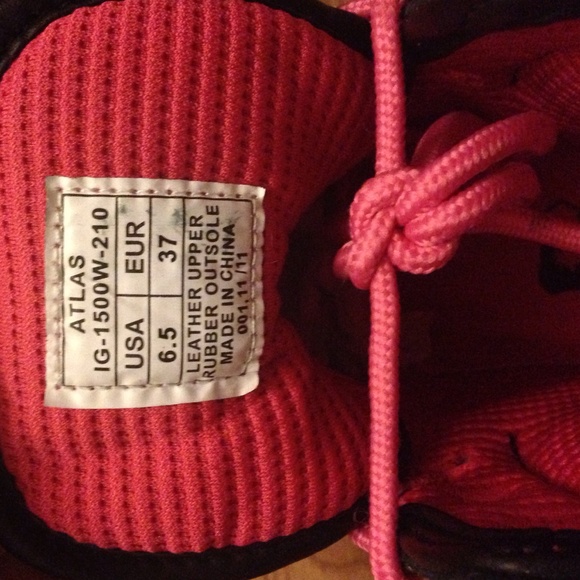 ATLAS
IG-1500W-210
USA EUR
6.5 37
LEATHER UPPER
RUBBER OUTSOLE
MADE IN CHINA
001.11/11